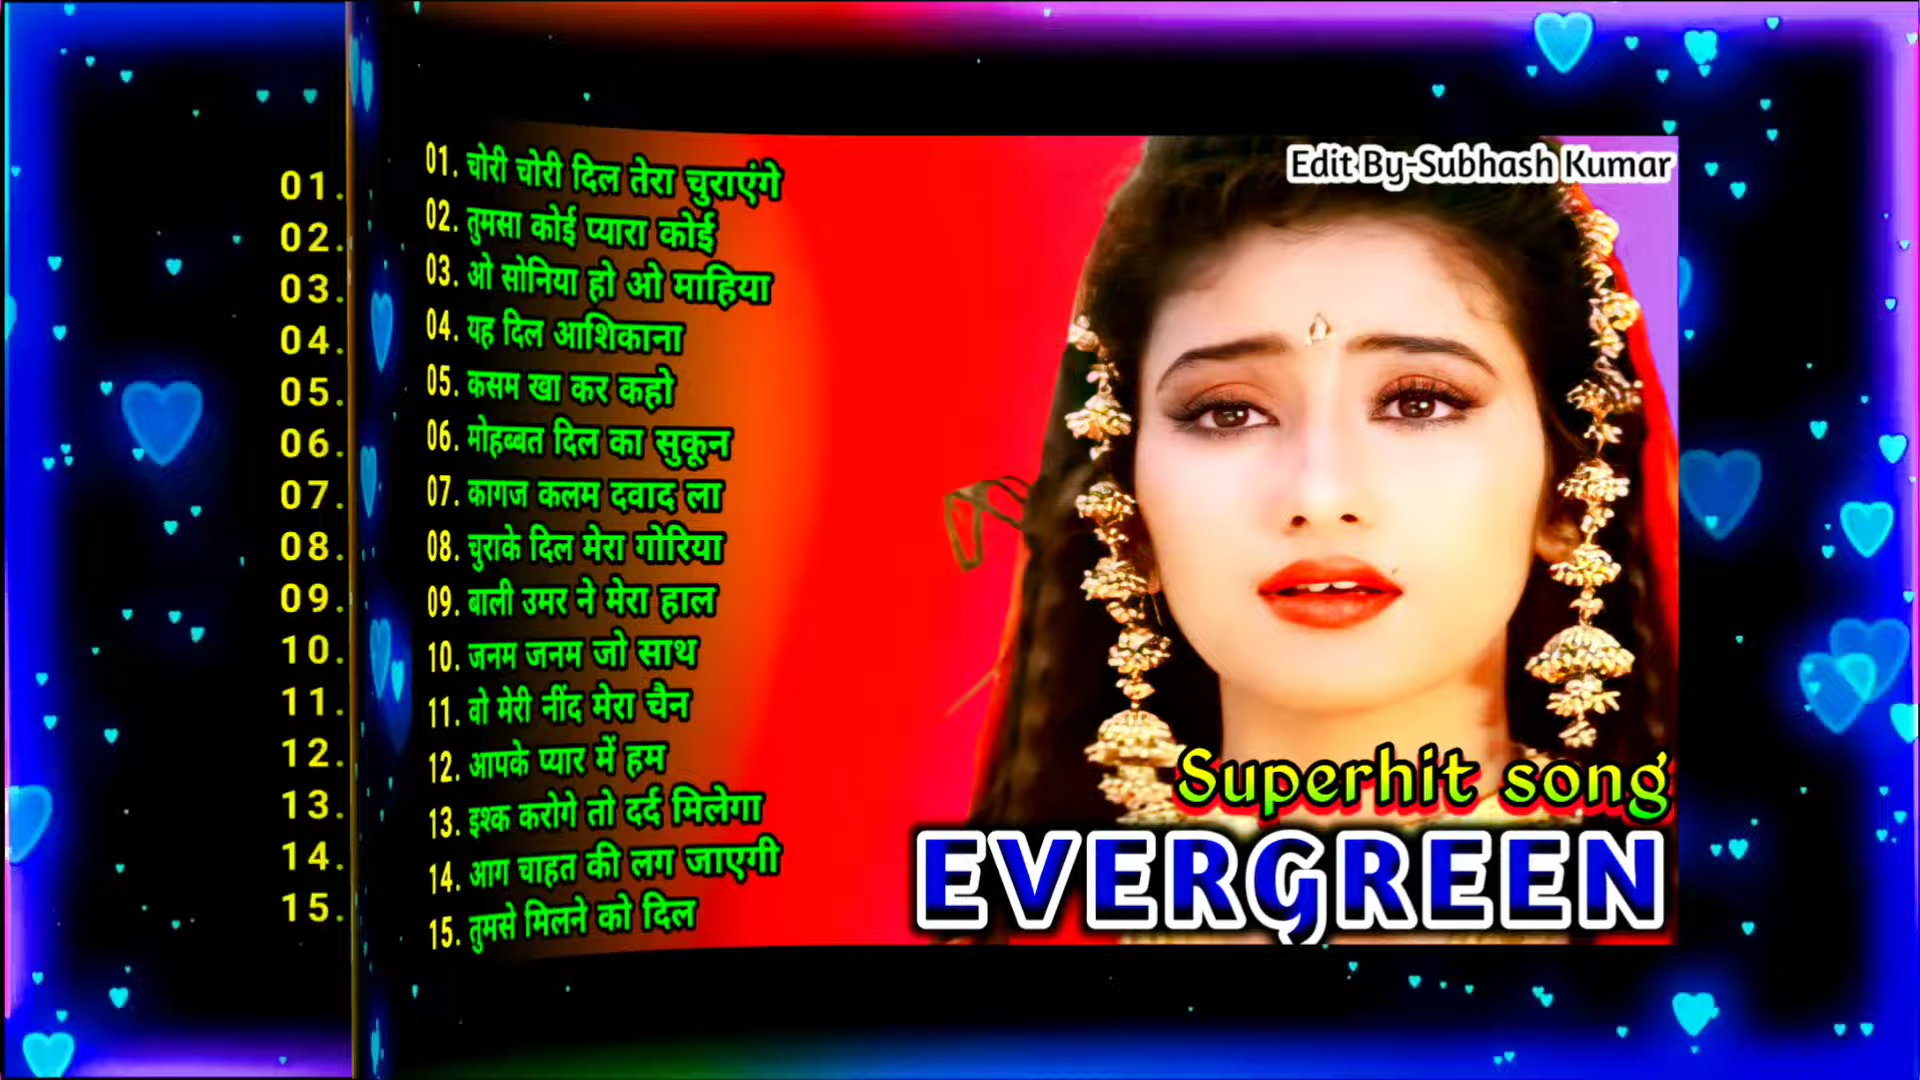 01.
02.
03.
04.
05.
06.
07.
08.
09.
10.
11.
12.
13.
14.
15.
01. चोरी चोरी दिल तेरा चुराएंगे
02. तुमसा कोई प्यारा कोई
03. ओ सोनिया हो ओ माहिया
04. यह दिल आशिकाना
05. कसम खा कर कहो
06. मोहब्बत दिल का सुकून
07. कागज कलम दवाद ला
08. चुराके दिल मेरा गोरिया
09. बाली उमर ने मेरा हाल
10. जनम जनम जो साथ
11. वो मेरी नींद मेरा चैन
12. आपके प्यार में हम
13. इश्क करोगे तो दर्द मिलेगा
14. आग चाहत की लग जाएगी
15. तुमसे मिलने को दिल
Edit By-Subhash Kumar
Superhit song
EVERGREEN